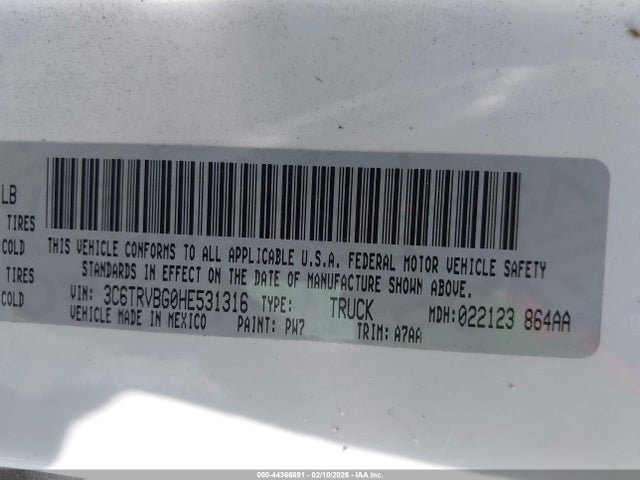 LB
TIRES
COLD
TIRES
COLD
THIS VEHICLE CONFORMS TO ALL APPLICABLE U.S.A. FEDERAL MOTOR VEHICLE SAFETY
STANDARDS IN EFFECT ON THE DATE OF MANUFACTURE SHOWN ABOVE.
VIN: 3C6TRVBG0HE531316 TYPE: TRUCK MDH: 022123 864AA
VEHICLE MADE IN MEXICO PAINT: PW7 TRIM: A7AA
000-44366891 - 02/10/2026 - IAA Inc.